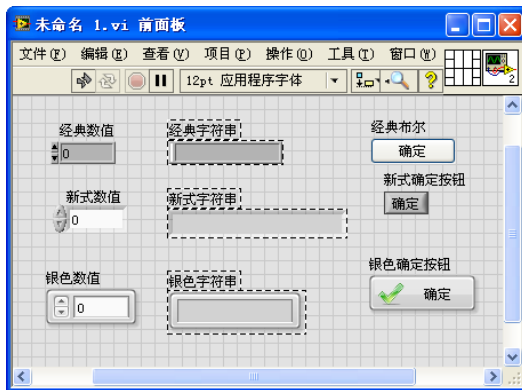 未命名 1.vi 前面板
文件(F) 编辑(E) 查看(V) 项目(P) 操作(O) 工具(T) 窗口(W)
12pt 应用程序字体
2
经典数值 经典字符串 经典布尔
0 确定
新式数值 新式字符串 新式确定按钮
0 确定
银色数值 银色字符串 银色确定按钮
0 确定